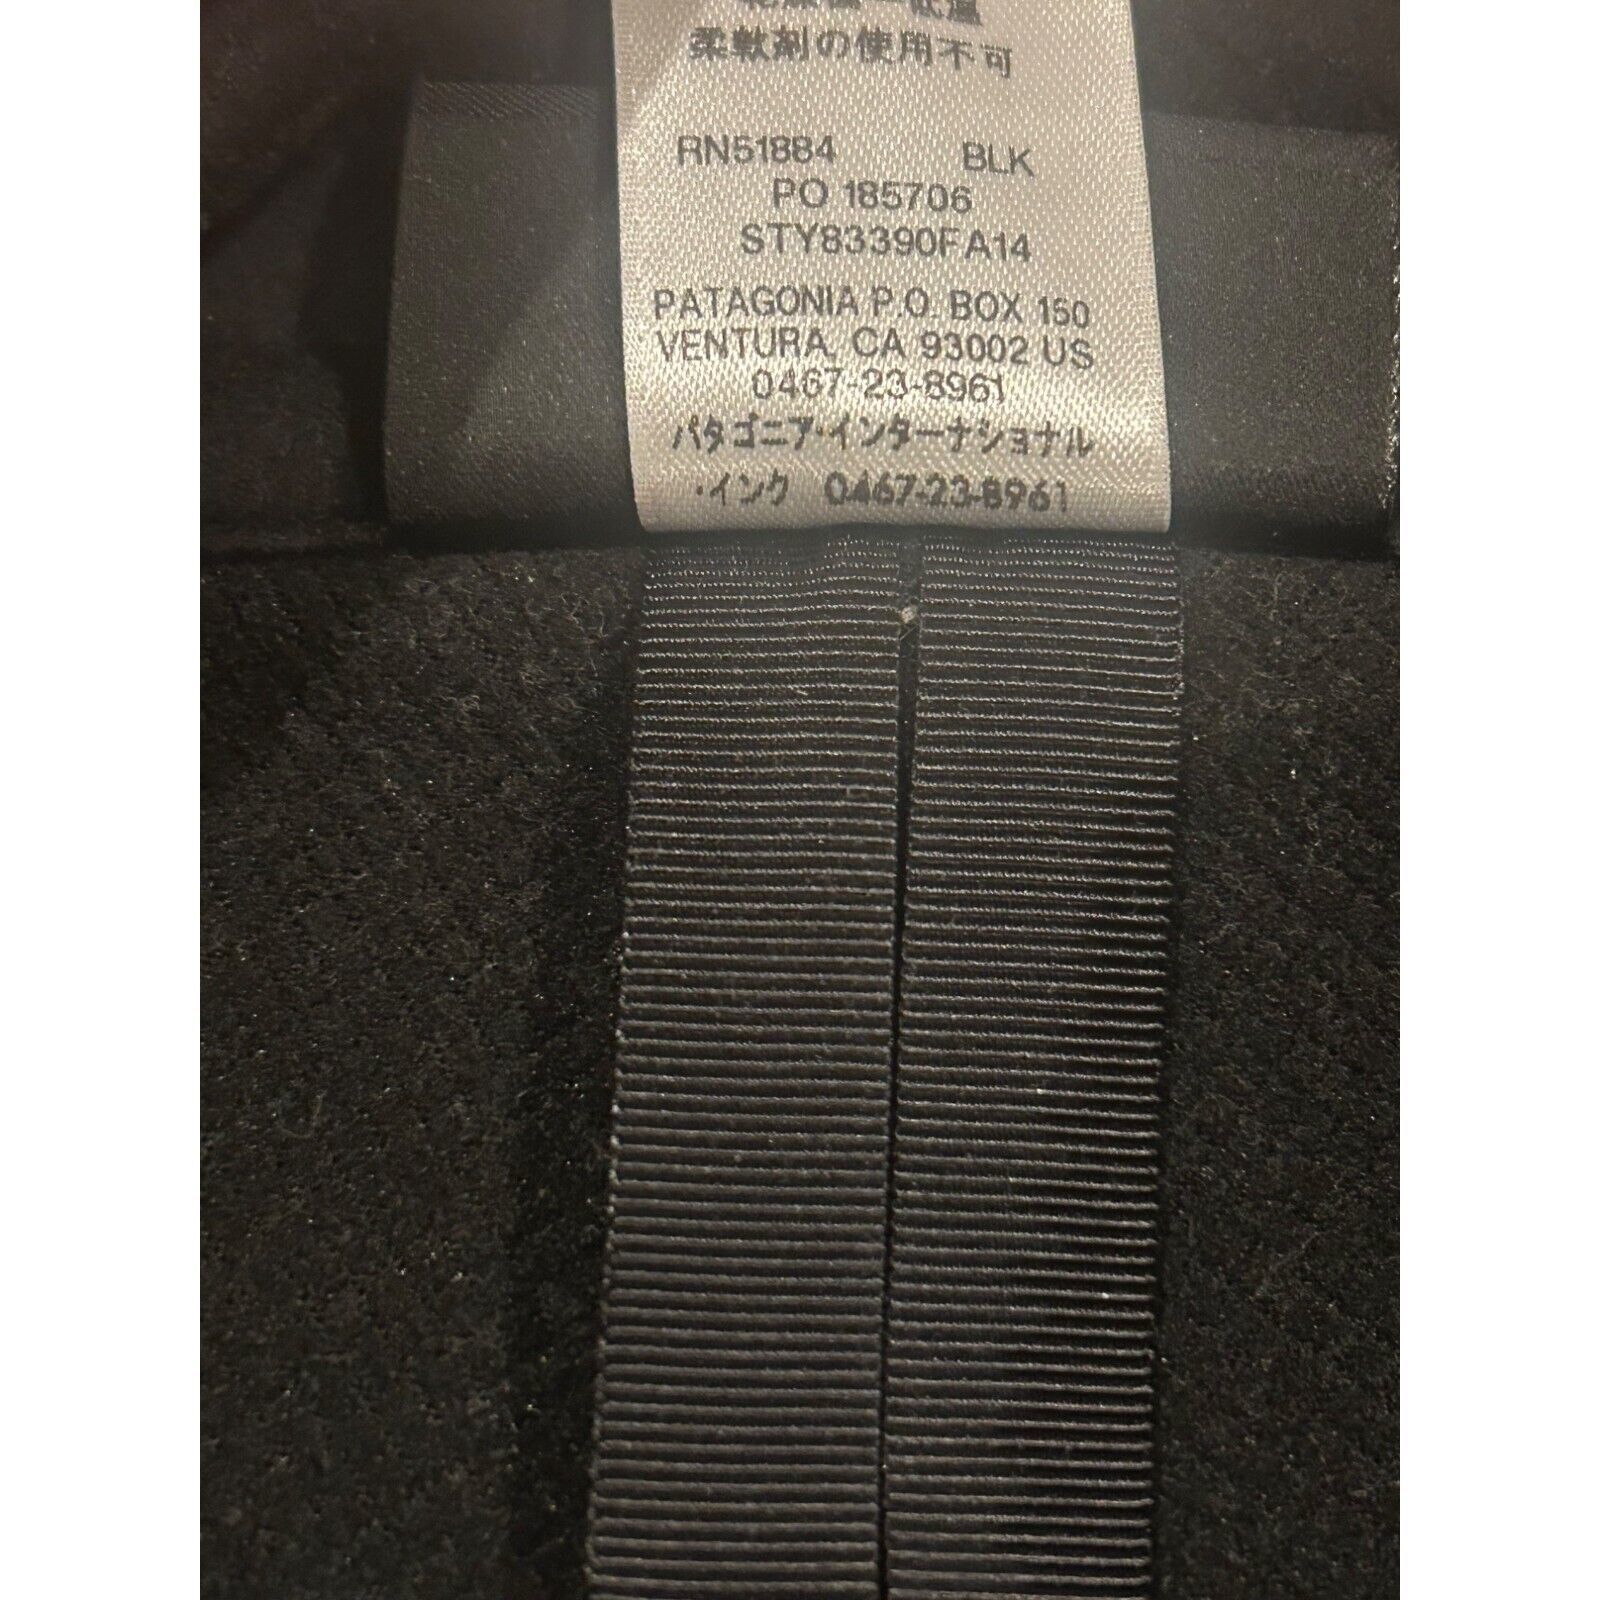 柔軟剤の使用不可
RN51884 BLK
PO 185706
STY83390FA14
PATAGONIA P.O. BOX 150
VENTURA, CA 93002 US
0467-23-8961
パタゴニア・インターナショナル
・インク 0467-23-8961